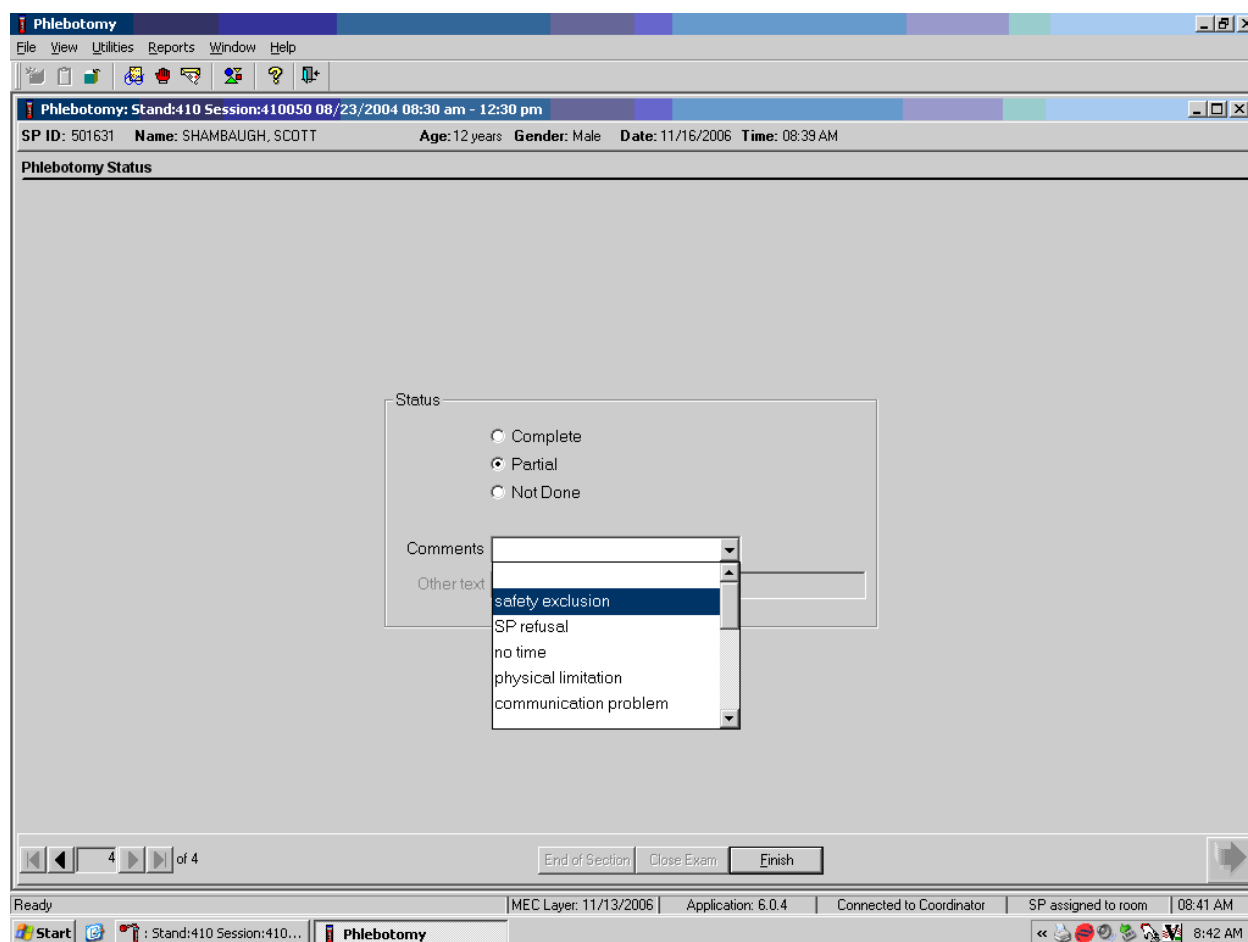 Phlebotomy
File View Utilities Reports Window Help
Phlebotomy: Stand:410 Session:410050 08/23/2004 08:30 am - 12:30 pm
SP ID: 501631 Name: SHAMBAUGH, SCOTT Age: 12 years Gender: Male Date: 11/16/2006 Time: 08:39 AM
Phlebotomy Status
Status
Complete
Partial
Not Done
Comments
Other text
safety exclusion
SP refusal
no time
physical limitation
communication problem
4 of 4 End of Section Close Exam Finish
Ready MEC Layer: 11/13/2006 Application: 6.0.4 Connected to Coordinator SP assigned to room 08:41 AM
Start : Stand:410 Session:410... Phlebotomy « 8:42 AM